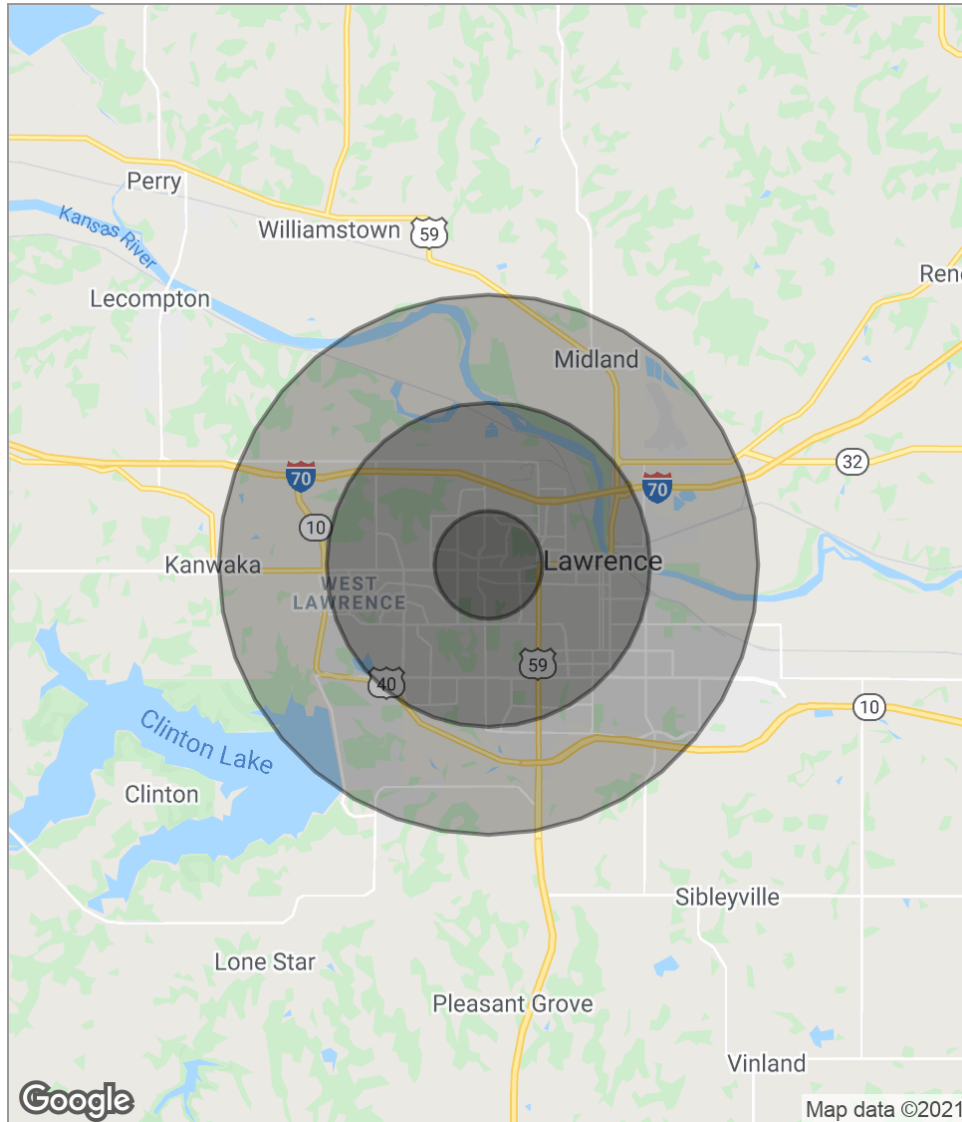 Perry
Kansas River
Williamstown
59
Lecompton
Reno
Midland
70
32
70
10
Kanwaka
Lawrence
WEST
LAWRENCE
59
40
10
Clinton Lake
Clinton
Sibleyville
Lone Star
Pleasant Grove
Vinland
Google
Map data ©2021